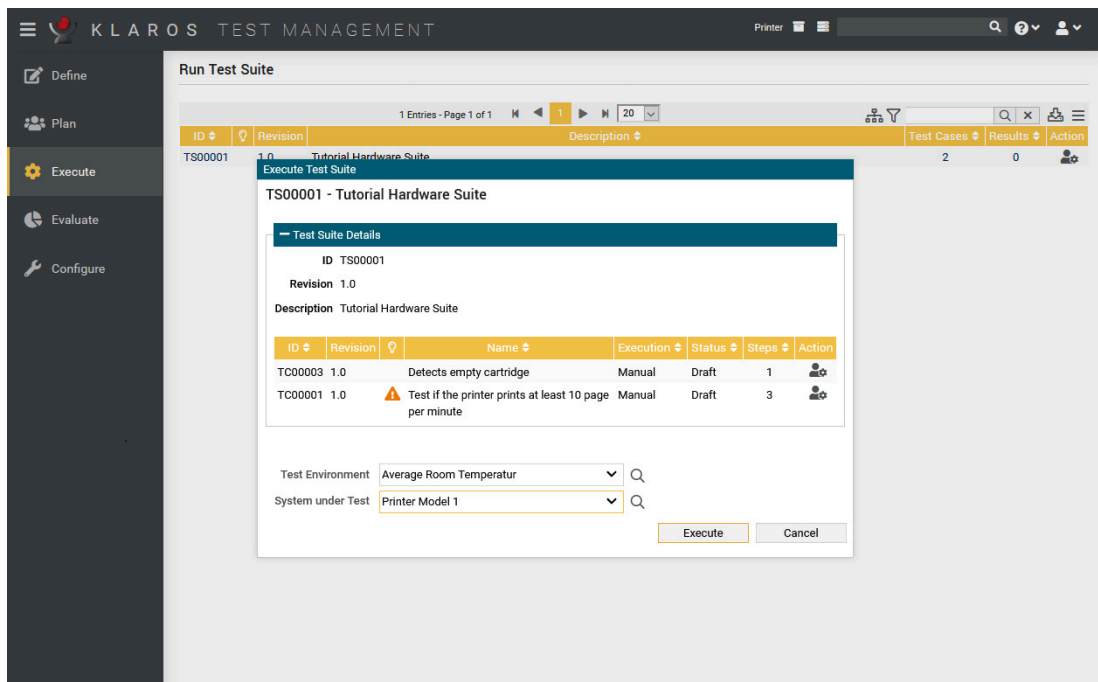 KLAROS TEST MANAGEMENT
Printer
Define
Plan
Execute
Evaluate
Configure
Run Test Suite
1 Entries - Page 1 of 1 1 20
ID Revision Description Test Cases Results Action
TS00001 1.0 Tutorial Hardware Suite 2 0
Execute Test Suite
TS00001 - Tutorial Hardware Suite
Test Suite Details
ID TS00001
Revision 1.0
Description Tutorial Hardware Suite
ID Revision Name Execution Status Steps Action
TC00003 1.0 Detects empty cartridge Manual Draft 1
TC00001 1.0 Test if the printer prints at least 10 page Manual Draft 3
per minute
Test Environment Average Room Temperatur
System under Test Printer Model 1
Execute Cancel